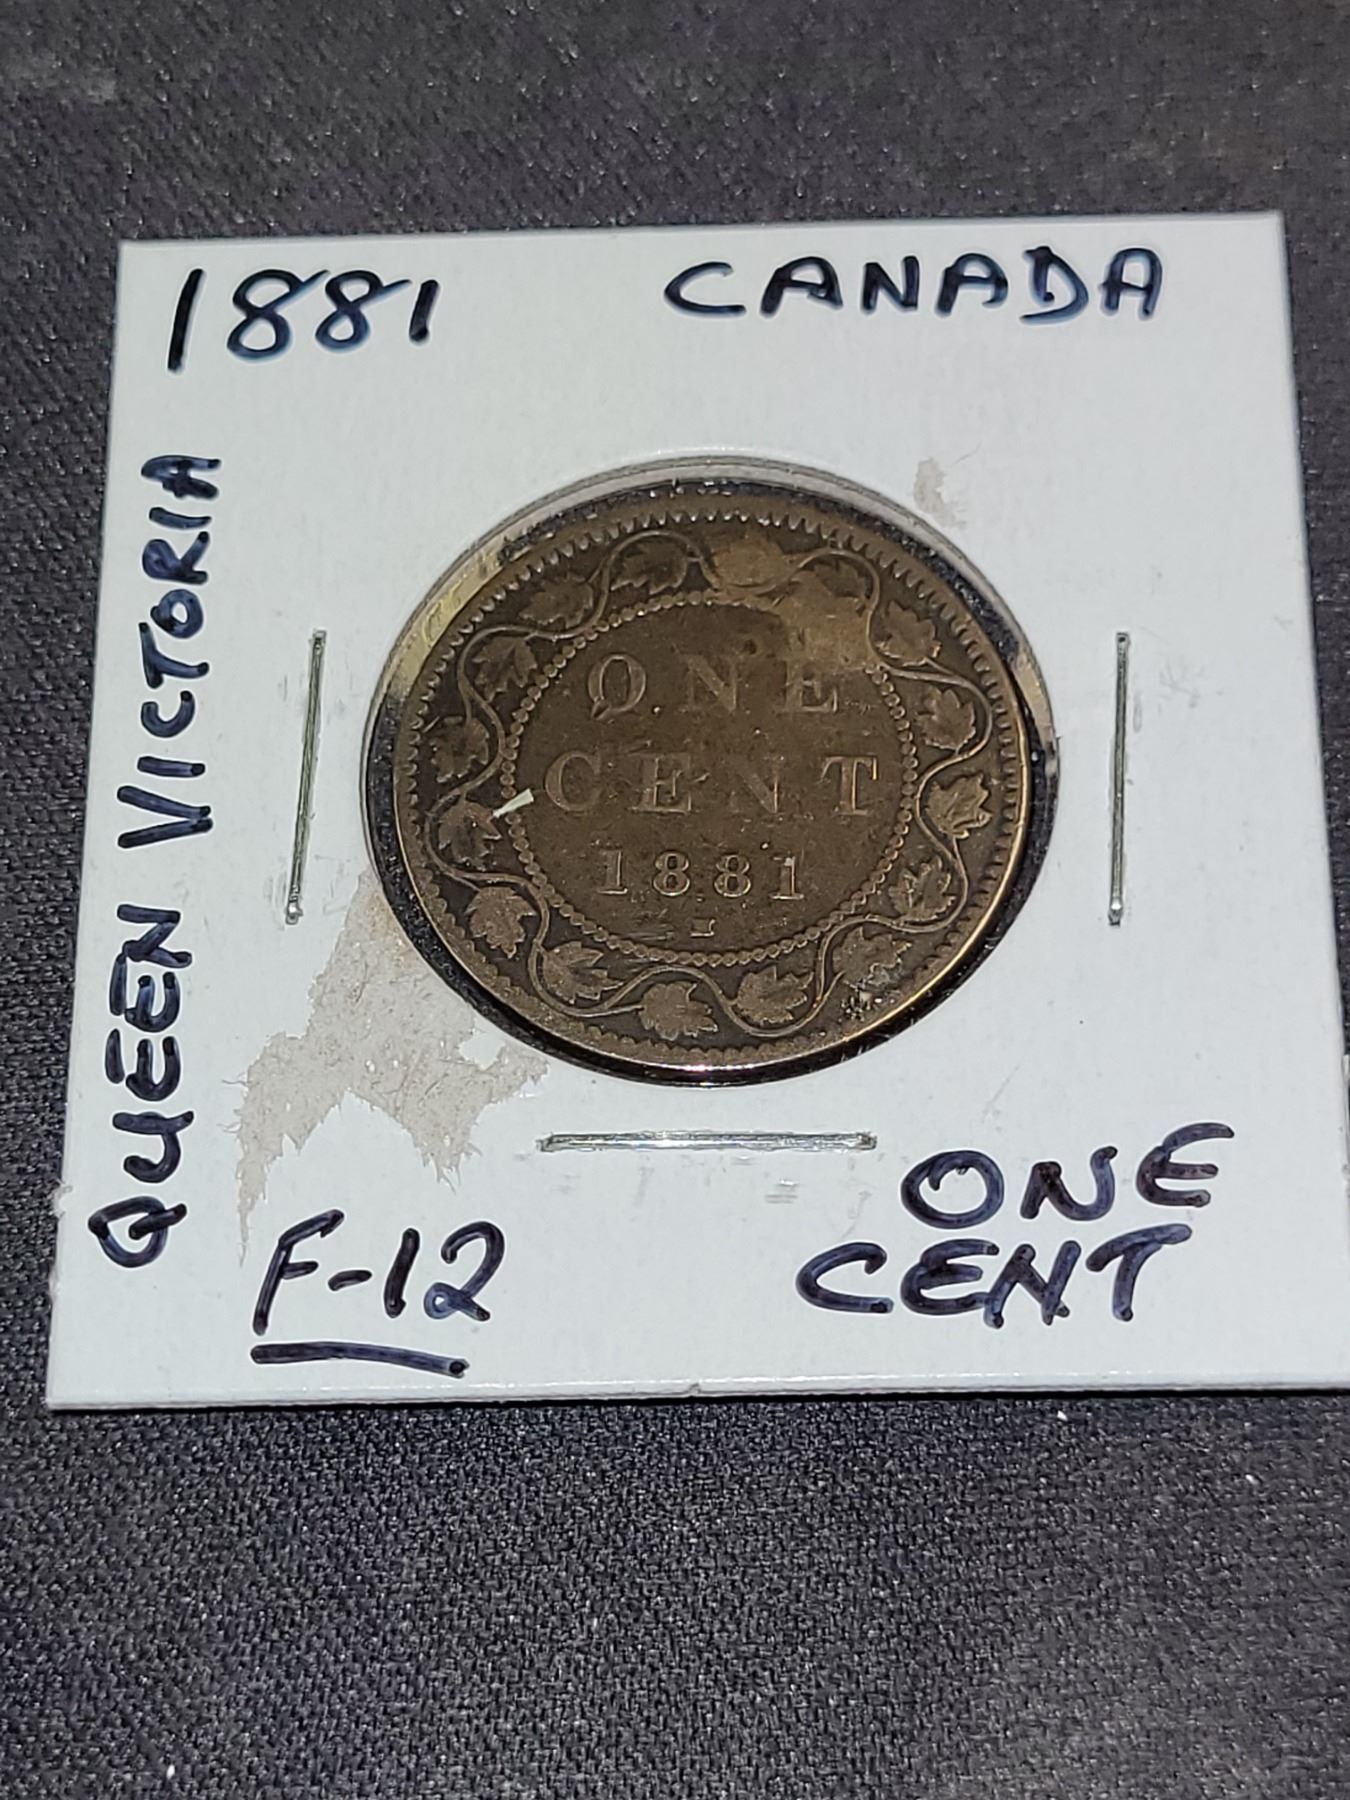 1881 CANADA
QUEEN VICTORIA
ONE
CENT
1881
H
F-12
ONE
CENT